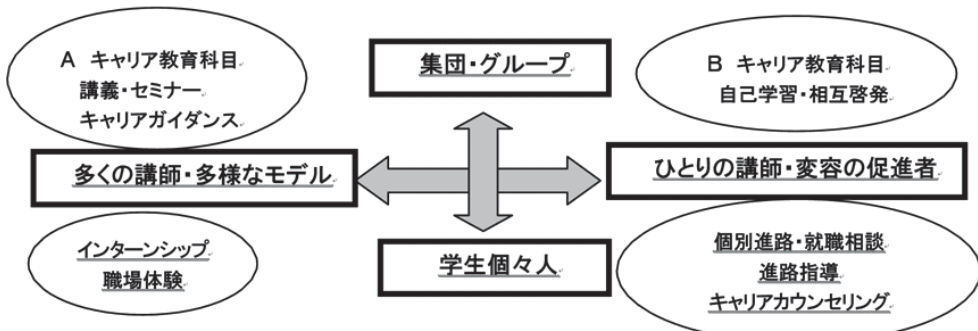 A キャリア教育科目
講義・セミナー
キャリアガイダンス
集団・グループ
B キャリア教育科目
自己学習・相互啓発
多くの講師・多様なモデル
ひとりの講師・変容の促進者
インターンシップ
職場体験
学生個々人
個別進路・就職相談
進路指導
キャリアカウンセリング